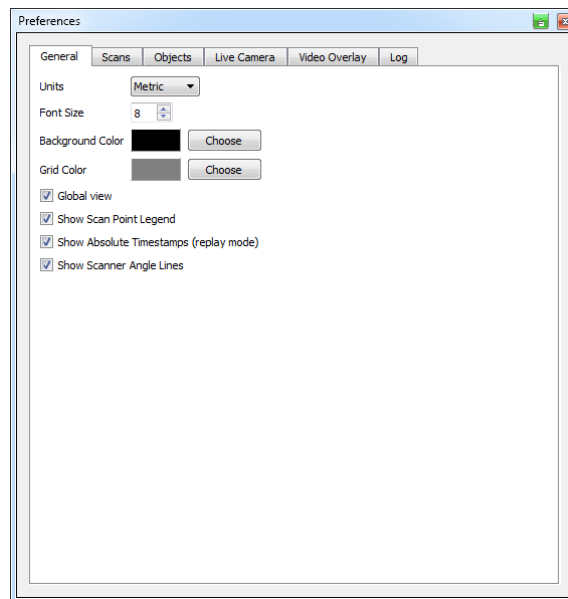 Preferences
General Scans Objects Live Camera Video Overlay Log
Units Metric
Font Size 8
Background Color Choose
Grid Color Choose
Global view
Show Scan Point Legend
Show Absolute Timestamps (replay mode)
Show Scanner Angle Lines